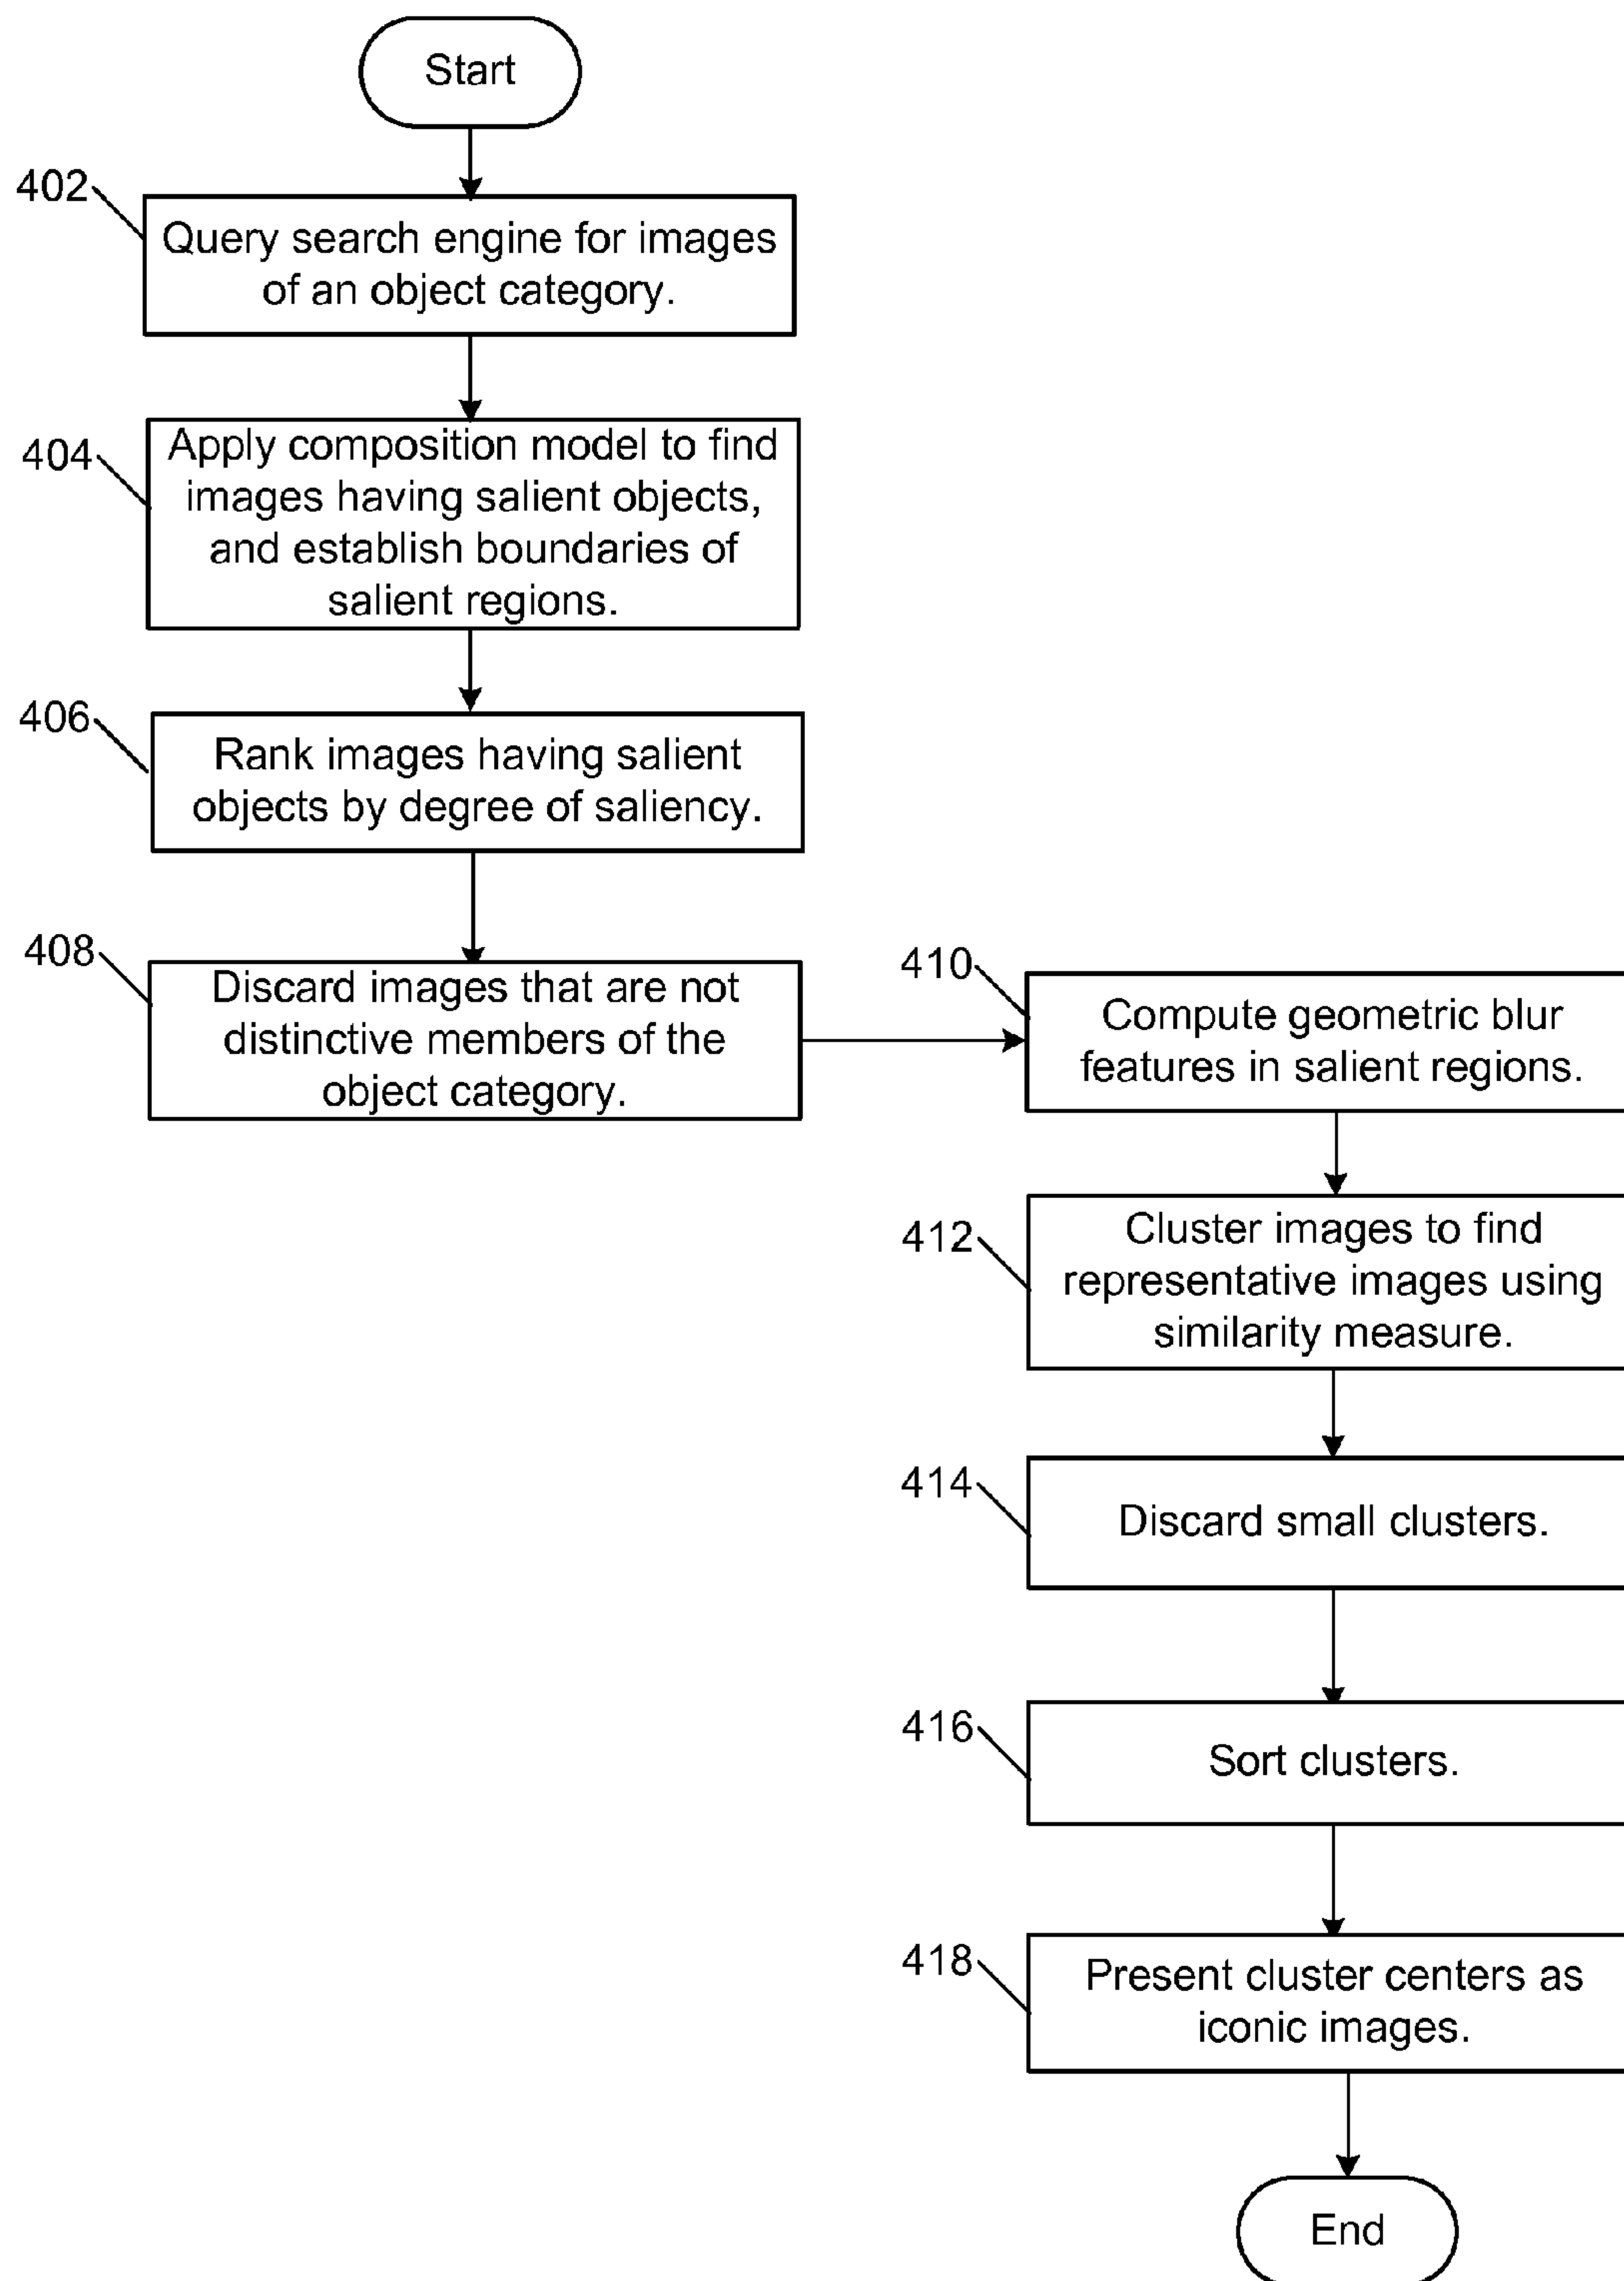 Start
402
Query search engine for images
of an object category.
404
Apply composition model to find
images having salient objects,
and establish boundaries of
salient regions.
406
Rank images having salient
objects by degree of saliency.
408
Discard images that are not
distinctive members of the
object category.
410
Compute geometric blur
features in salient regions.
412
Cluster images to find
representative images using
similarity measure.
414
Discard small clusters.
416
Sort clusters.
418
Present cluster centers as
iconic images.
End